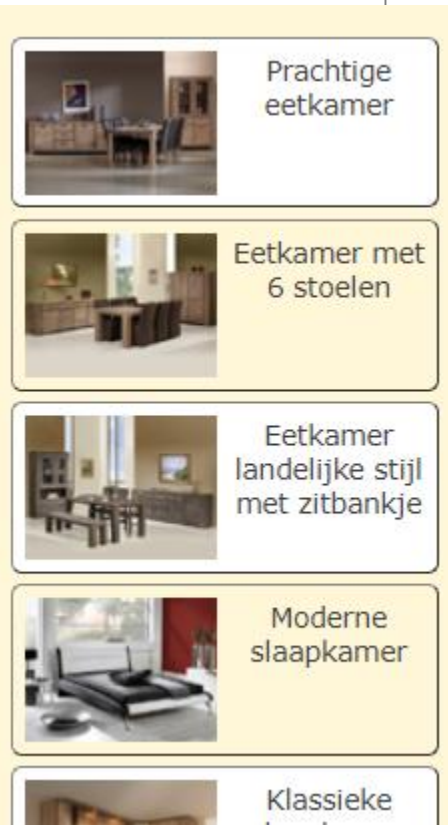 Prachtige
eetkamer
Eetkamer met
6 stoelen
Eetkamer
landelijke stijl
met zitbankje
Moderne
slaapkamer
Klassieke